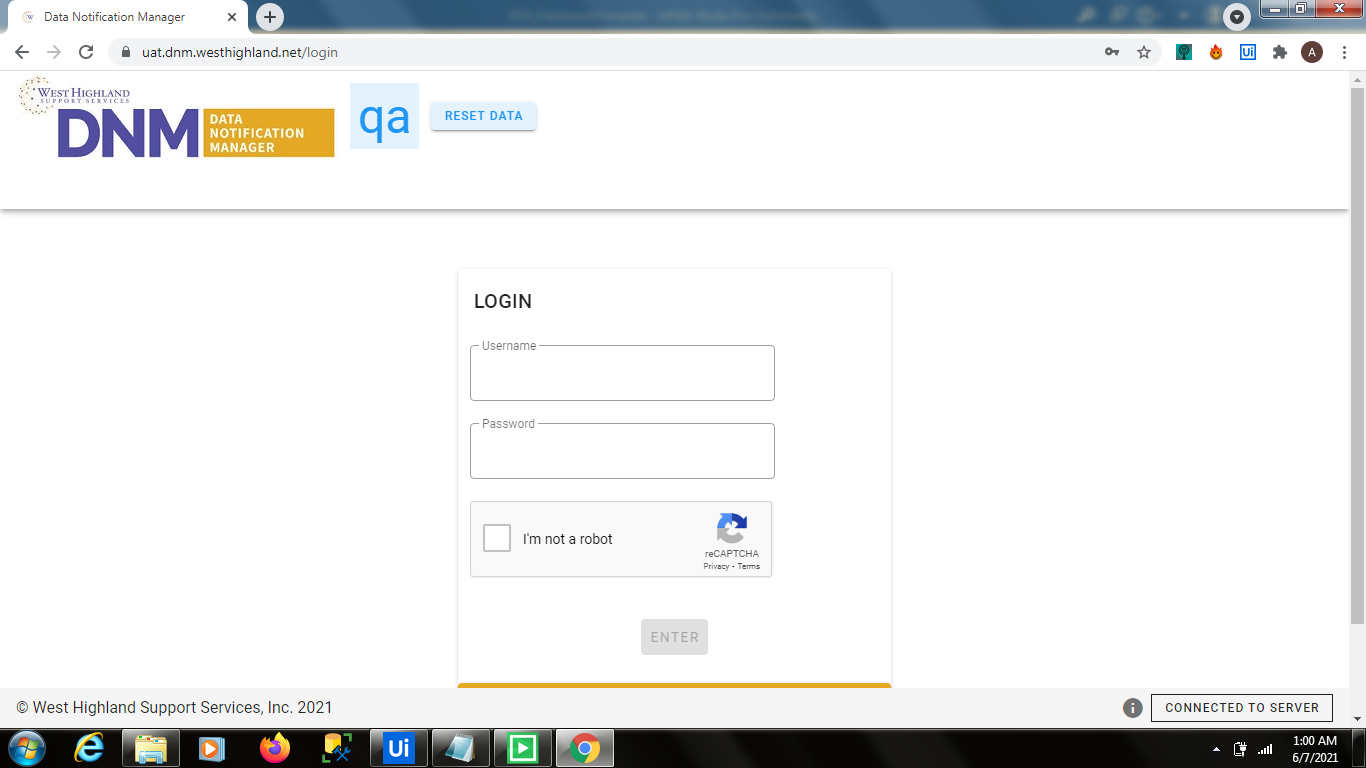 Data Notification Manager
uat.dnm.westhighland.net/login
Ui
A
WEST HIGHLAND
SUPPORT SERVICES
DNM
DATA
NOTIFICATION
MANAGER
qa
RESET DATA
LOGIN
Username
Password
I'm not a robot
reCAPTCHA
Privacy - Terms
ENTER
© West Highland Support Services, Inc. 2021
CONNECTED TO SERVER
Ui
1:00 AM
6/7/2021